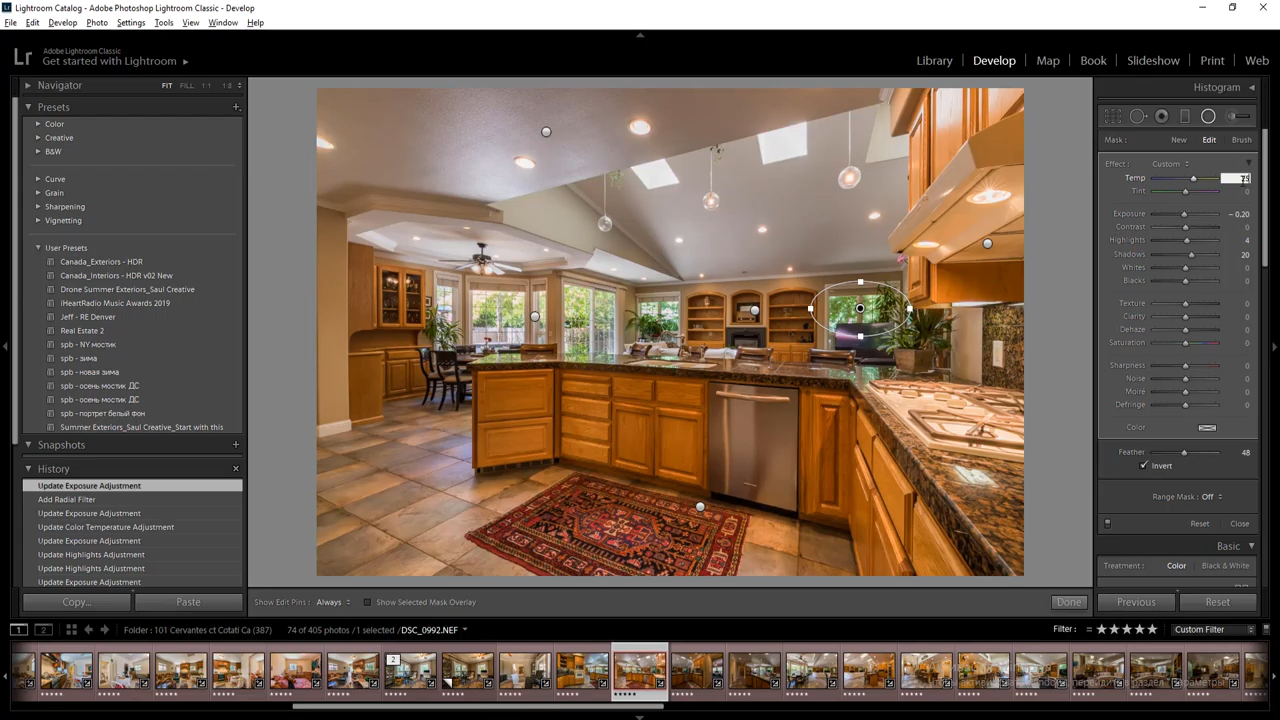 Lightroom Catalog - Adobe Photoshop Lightroom Classic - Develop
File Edit Develop Photo Settings Tools View Window Help
Lr Adobe Lightroom Classic
Get started with Lightroom
Library Develop Map Book Slideshow Print Web
Navigator FIT FILL 1:1 1:8
Presets
Color
Creative
B&W
Curve
Grain
Sharpening
Vignetting
User Presets
Canada_Exteriors - HDR
Canada_Interiors - HDR v02 New
Drone Summer Exteriors_Saul Creative
iHeartRadio Music Awards 2019
Jeff - RE Denver
Real Estate 2
spb - NY мостик
spb - зима
spb - новая зима
spb - осень мостик ДС
spb - осень мостик ДС
spb - портрет белый фон
Summer Exteriors_Saul Creative_Start with this
Snapshots
History
Update Exposure Adjustment
Add Radial Filter
Update Exposure Adjustment
Update Color Temperature Adjustment
Update Exposure Adjustment
Update Highlights Adjustment
Update Highlights Adjustment
Update Exposure Adjustment
Copy... Paste
Show Edit Pins : Always Show Selected Mask Overlay Done
Histogram
Mask : New Edit Brush
Effect : Custom
Temp
Tint 0
Exposure – 0.20
Contrast 0
Highlights 4
Shadows 20
Whites 0
Blacks 0
Texture 0
Clarity 0
Dehaze 0
Saturation 0
Sharpness 0
Noise 0
Moiré 0
Defringe 0
Color
Feather 48
Invert
Range Mask : Off
Reset Close
Basic
Treatment : Color Black & White
Previous Reset
1 2 Folder : 101 Cervantes ct Cotati Ca (387) 74 of 405 photos / 1 selected / DSC_0992.NEF Filter : Custom Filter
2